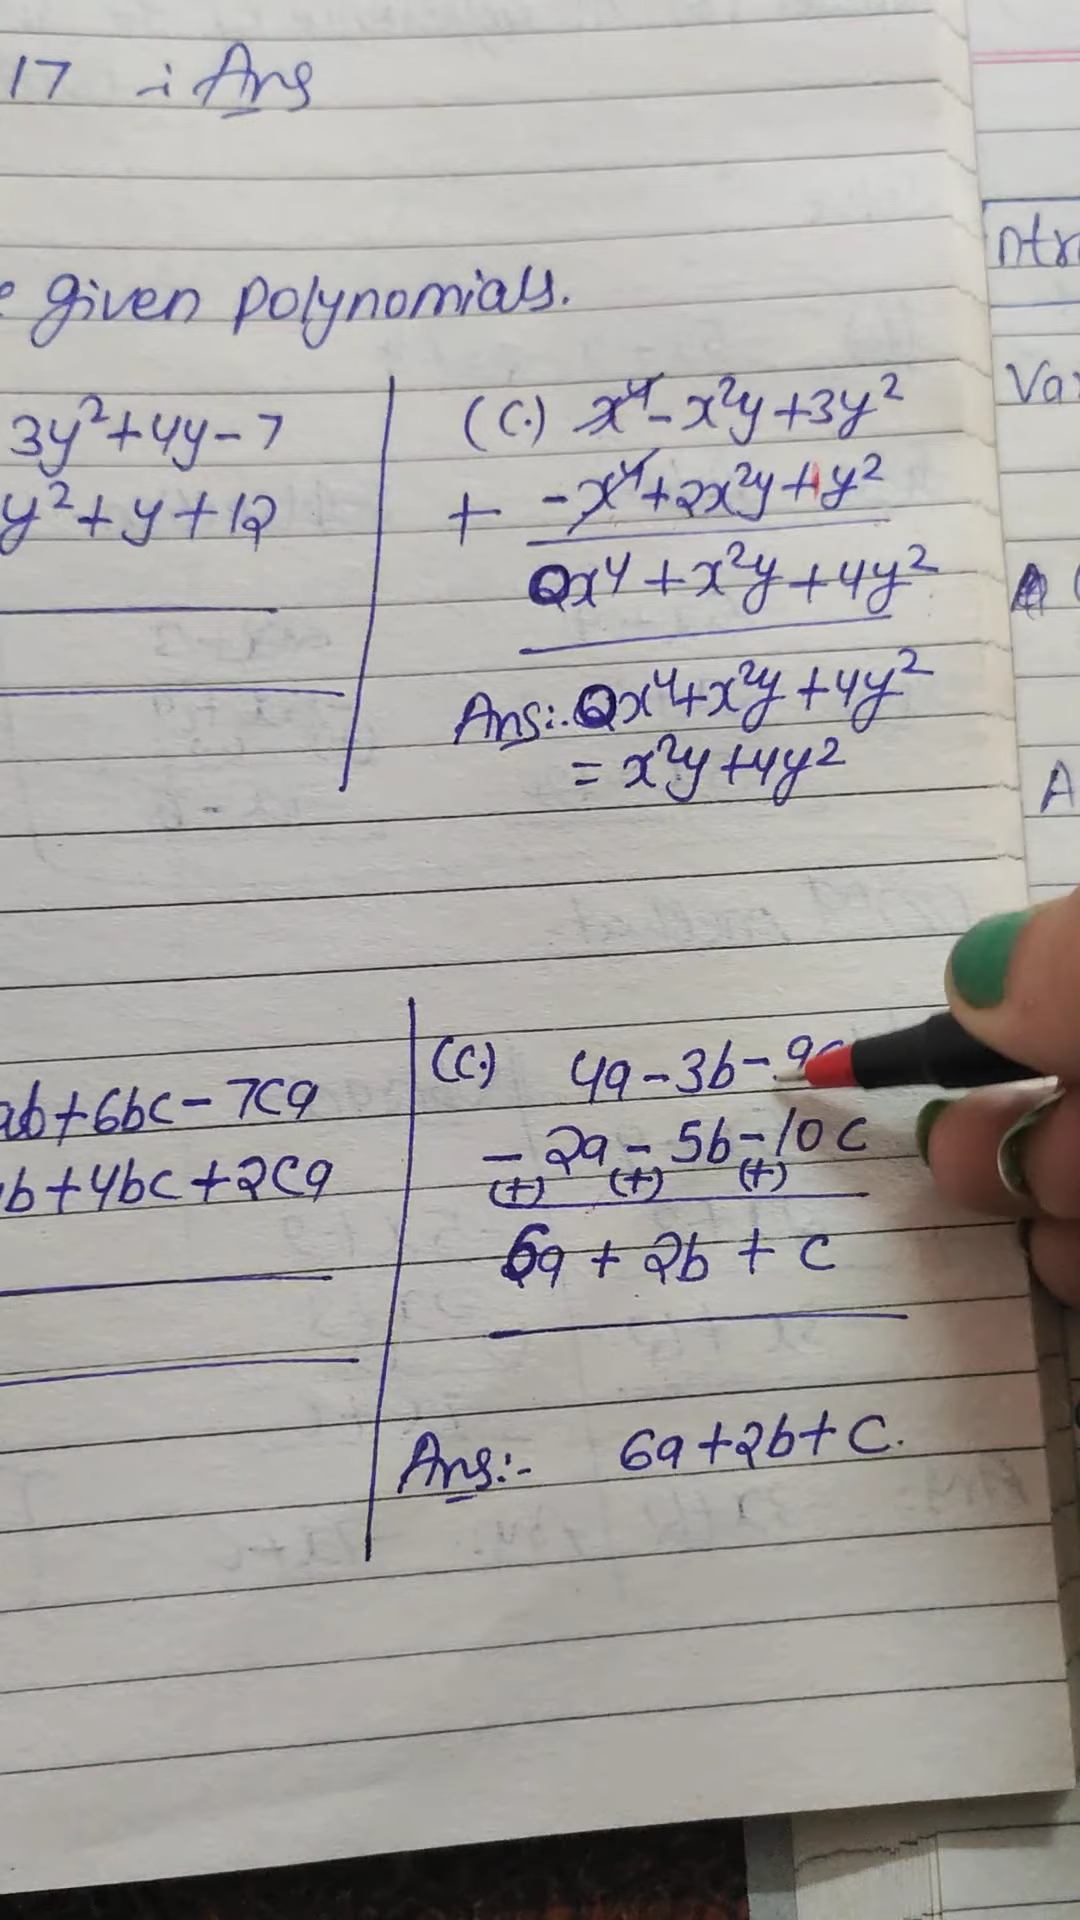 17 :- Ans
given polynomials.
3y²+4y-7
y²+y+12
(C.) x⁴-x²y+3y²
+ -x⁴+2x²y+y²
0x⁴+x²y+4y²
Ans:- 0x⁴+x²y+4y²
= x²y+4y²
ab+6bc-7ca
b+4bc+2ca
(C.) 4a-3b-9c
-2a-5b-10c
(+) (+) (+)
6a+2b+c
Ans:- 6a+2b+c.
ntr
Va
A